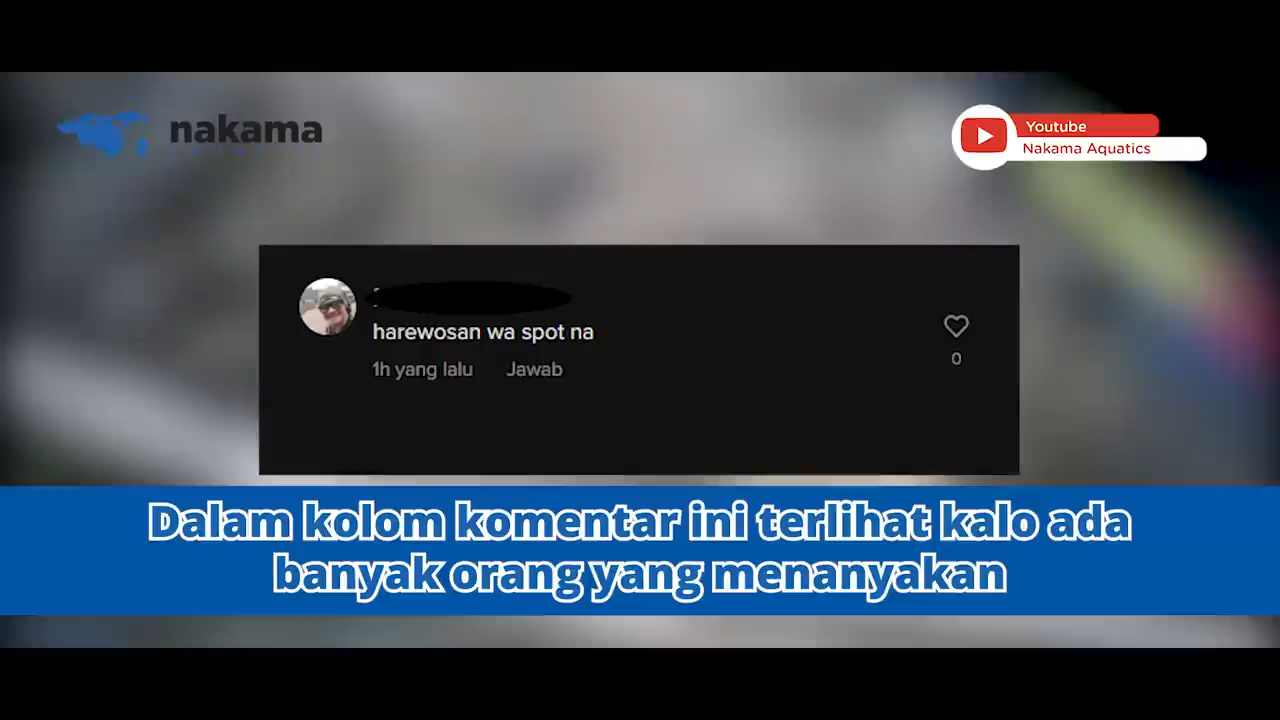 nakama
Youtube
Nakama Aquatics
harewosan wa spot na
1h yang lalu Jawab
0
Dalam kolom komentar ini terlihat kalo ada
banyak orang yang menanyakan